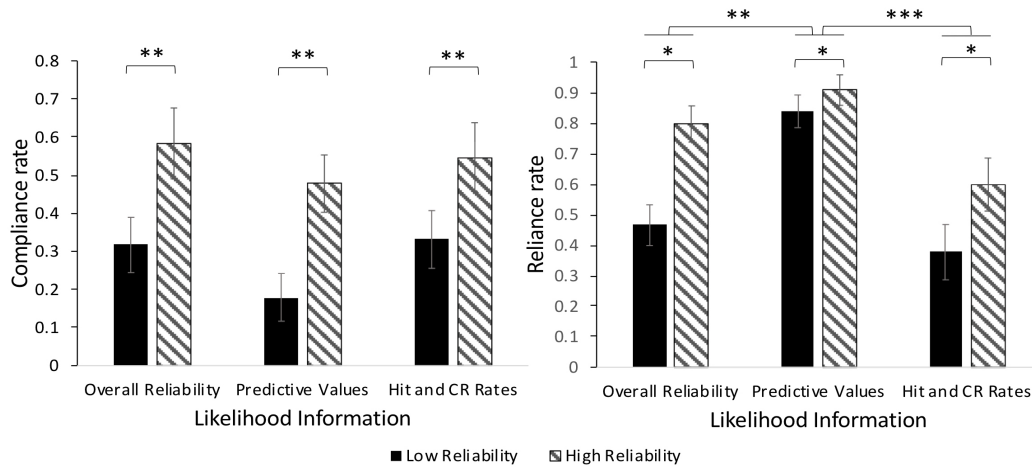 Compliance rate
0.8
0.7
0.6
0.5
0.4
0.3
0.2
0.1
0
**
**
**
Overall Reliability
Predictive Values
Hit and CR Rates
Likelihood Information
Reliance rate
1
0.9
0.8
0.7
0.6
0.5
0.4
0.3
0.2
0.1
0
**
***
*
*
*
Overall Reliability
Predictive Values
Hit and CR Rates
Likelihood Information
Low Reliability
High Reliability